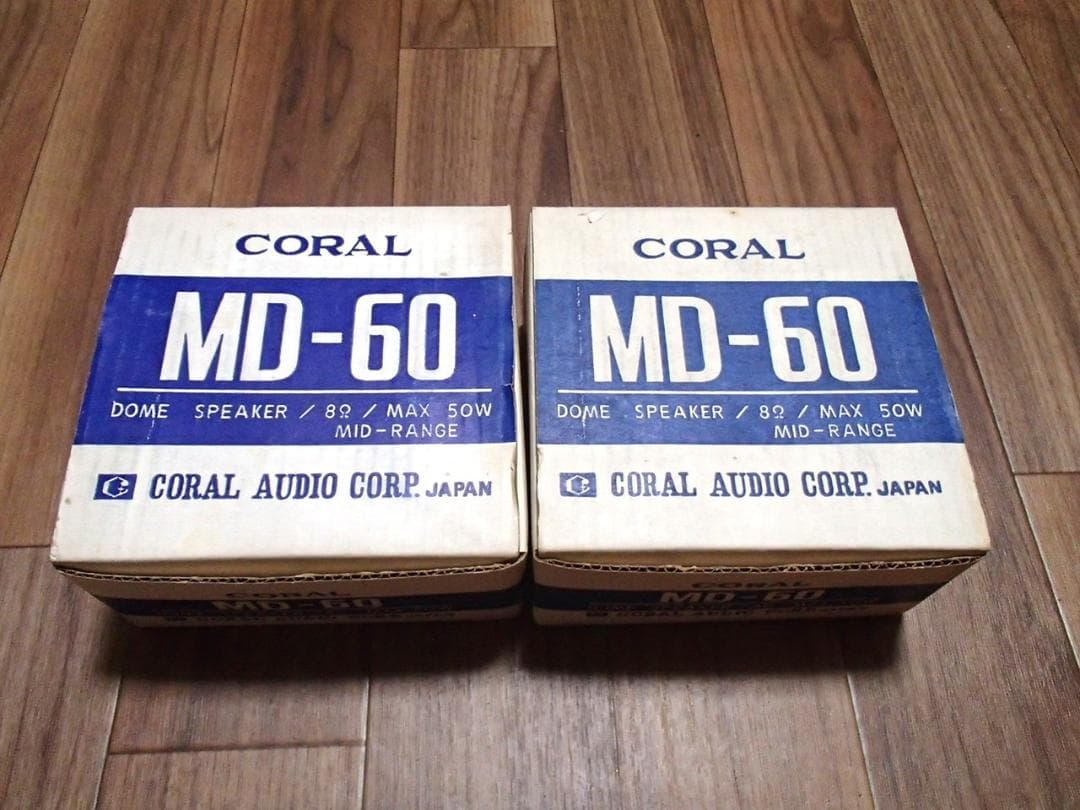 CORAL
MD-60
DOME SPEAKER / 8Ω / MAX 50W
MID-RANGE
CORAL AUDIO CORP. JAPAN
CORAL
MD-60
DOME SPEAKER / 8Ω / MAX 50W
MID-RANGE
CORAL AUDIO CORP. JAPAN
CORAL
MD-60
CORAL
MD-60